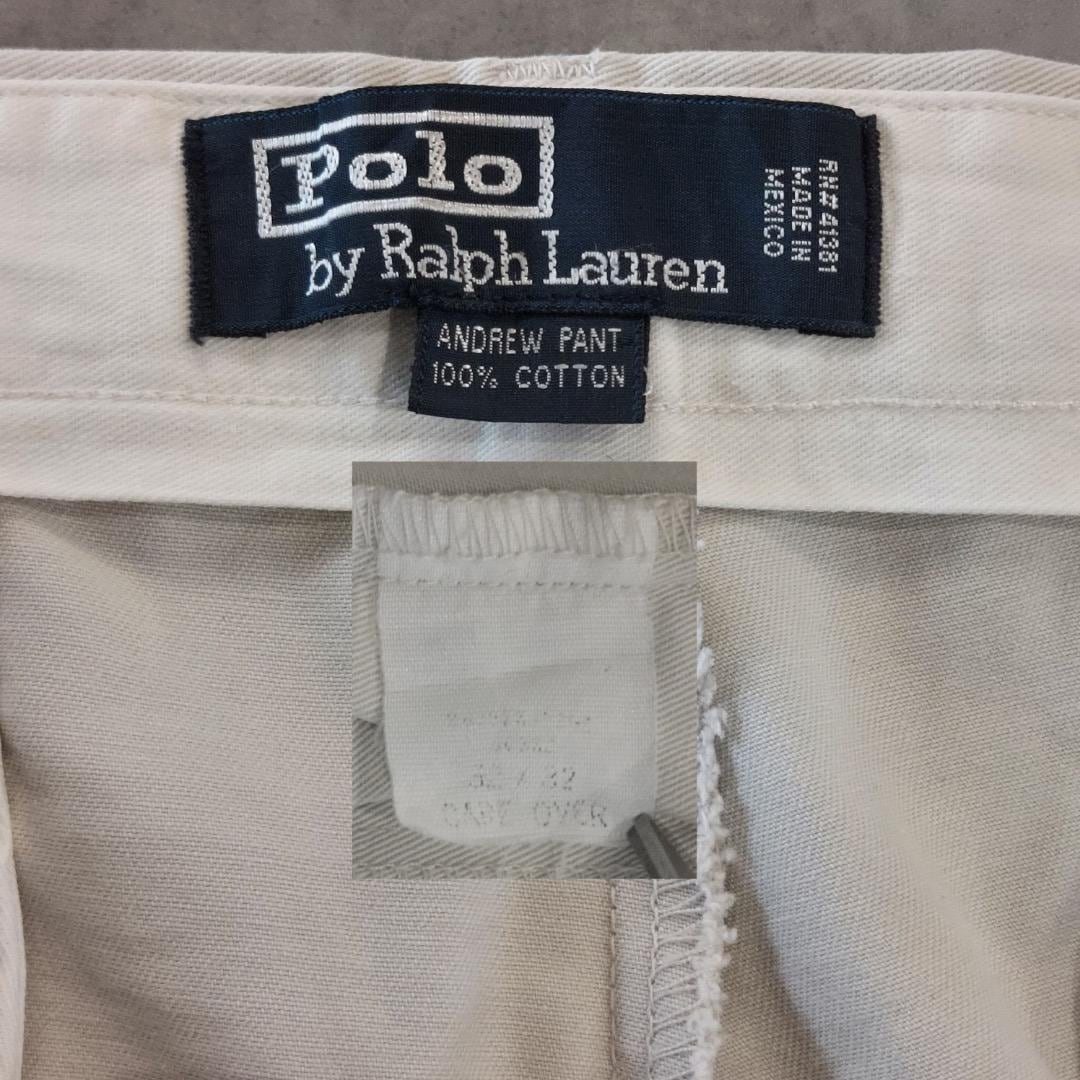 Polo
by Ralph Lauren
RN# 41381
MADE IN
MEXICO
ANDREW PANT
100% COTTON
32 / 32
CARE OVER